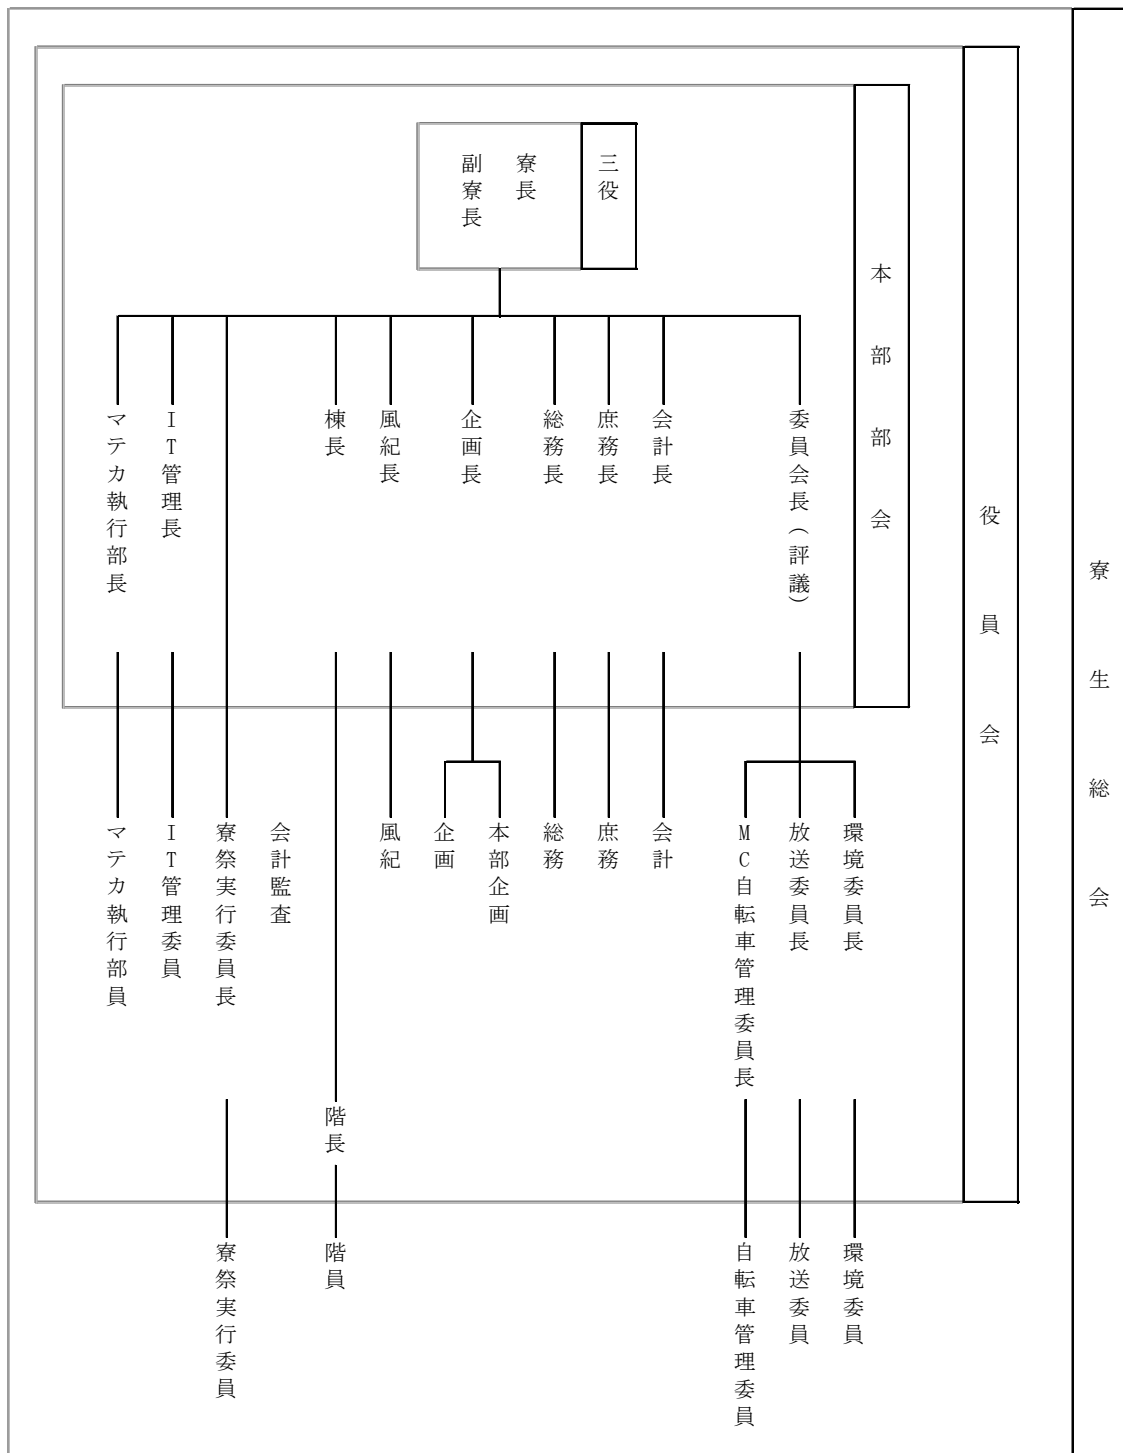 寮生総会
役員会
本部会
三役
寮長
副寮長
委員会長(評議)
会計長
庶務長
総務長
企画長
風紀長
棟長
IT管理長
マテカ執行部長
環境委員長
放送委員長
MC自転車管理委員長
会計
庶務
総務
本部企画
企画
風紀
会計監査
寮祭実行委員長
IT管理委員
マテカ執行部員
階長
環境委員
放送委員
自転車管理委員
階員
寮祭実行委員